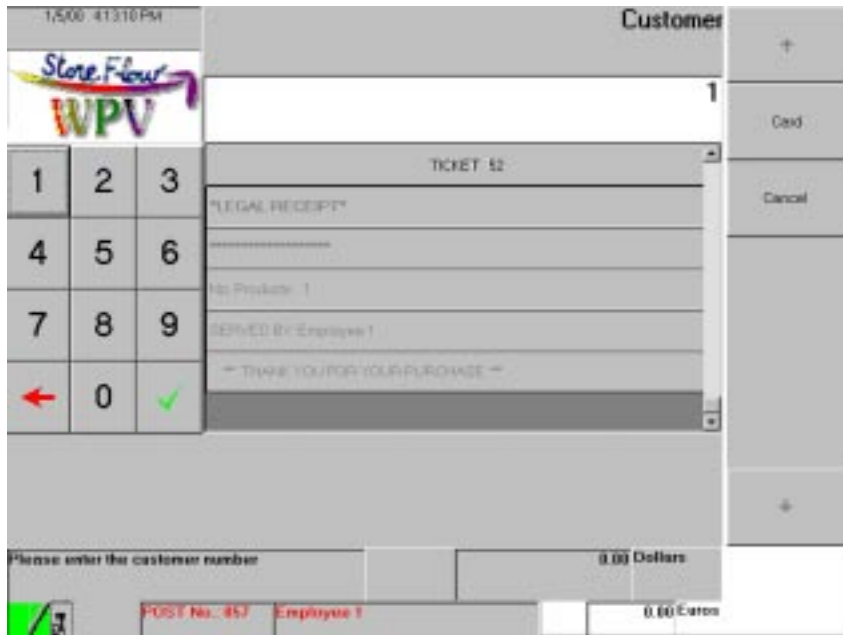 1/5/00 4:13:10 PM
Customer
Store Flow
WPV
1
↑
Card
Cancel
TICKET 52
*LEGAL RECEIPT*
No Products: 1
SERVED BY: Employee 1
** THANK YOU FOR YOUR PURCHASE **
1 2 3
4 5 6
7 8 9
0
↓
Please enter the customer number
0.00 Dollars
POST No.: 057 Employee 1
0.00 Euros